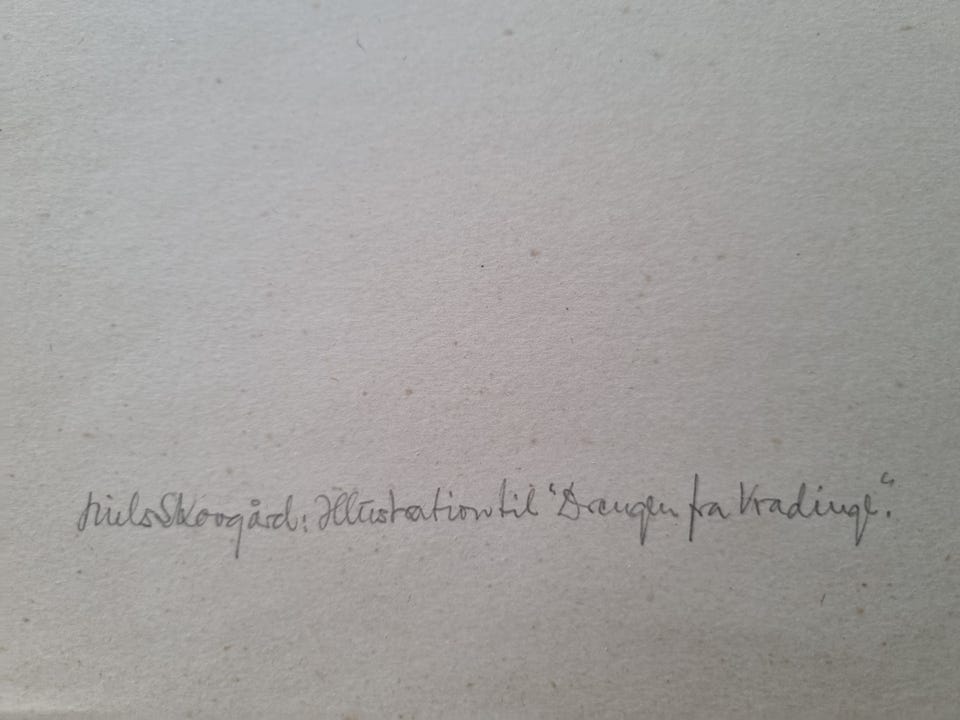 Niels Skovgård: Illustration til "Drengen fra Vradinge".